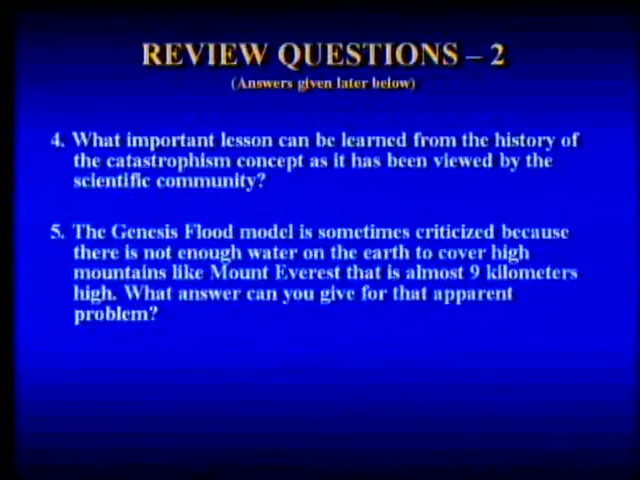 REVIEW QUESTIONS – 2
(Answers given later below)
4. What important lesson can be learned from the history of
the catastrophism concept as it has been viewed by the
scientific community?
5. The Genesis Flood model is sometimes criticized because
there is not enough water on the earth to cover high
mountains like Mount Everest that is almost 9 kilometers
high. What answer can you give for that apparent
problem?